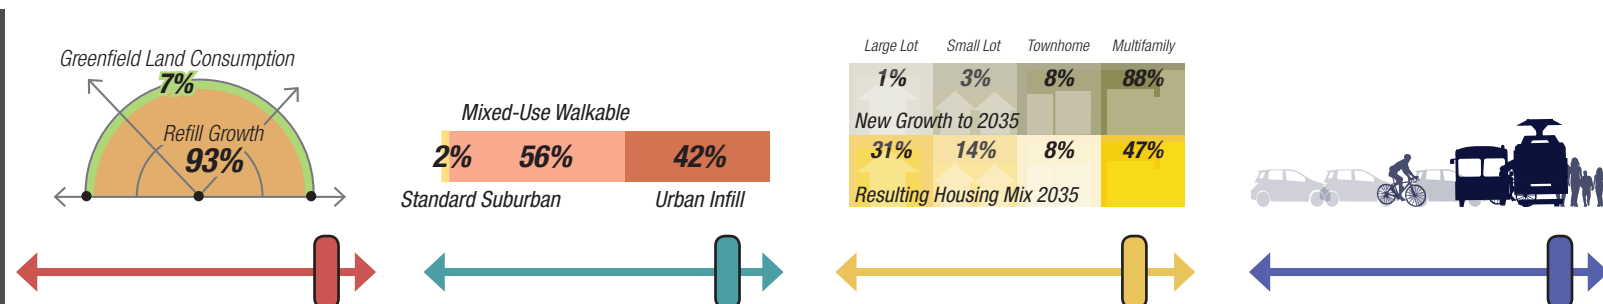 Greenfield Land Consumption
7%
Refill Growth
93%
Mixed-Use Walkable
2% 56% 42%
Standard Suburban Urban Infill
Large Lot Small Lot Townhome Multifamily
1% 3% 8% 88%
New Growth to 2035
31% 14% 8% 47%
Resulting Housing Mix 2035